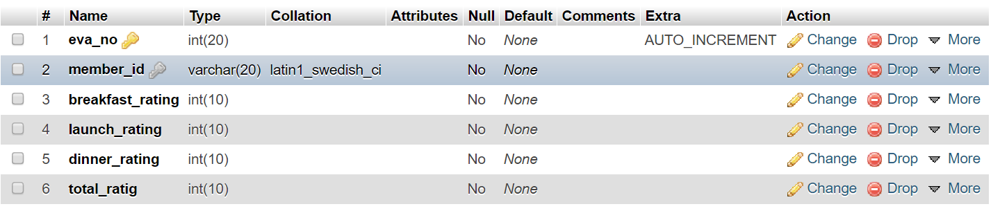 # Name Type Collation Attributes Null Default Comments Extra Action
1 eva_no int(20) No None AUTO_INCREMENT Change Drop More
2 member_id varchar(20) latin1_swedish_ci No None Change Drop More
3 breakfast_rating int(10) No None Change Drop More
4 launch_rating int(10) No None Change Drop More
5 dinner_rating int(10) No None Change Drop More
6 total_ratig int(10) No None Change Drop More